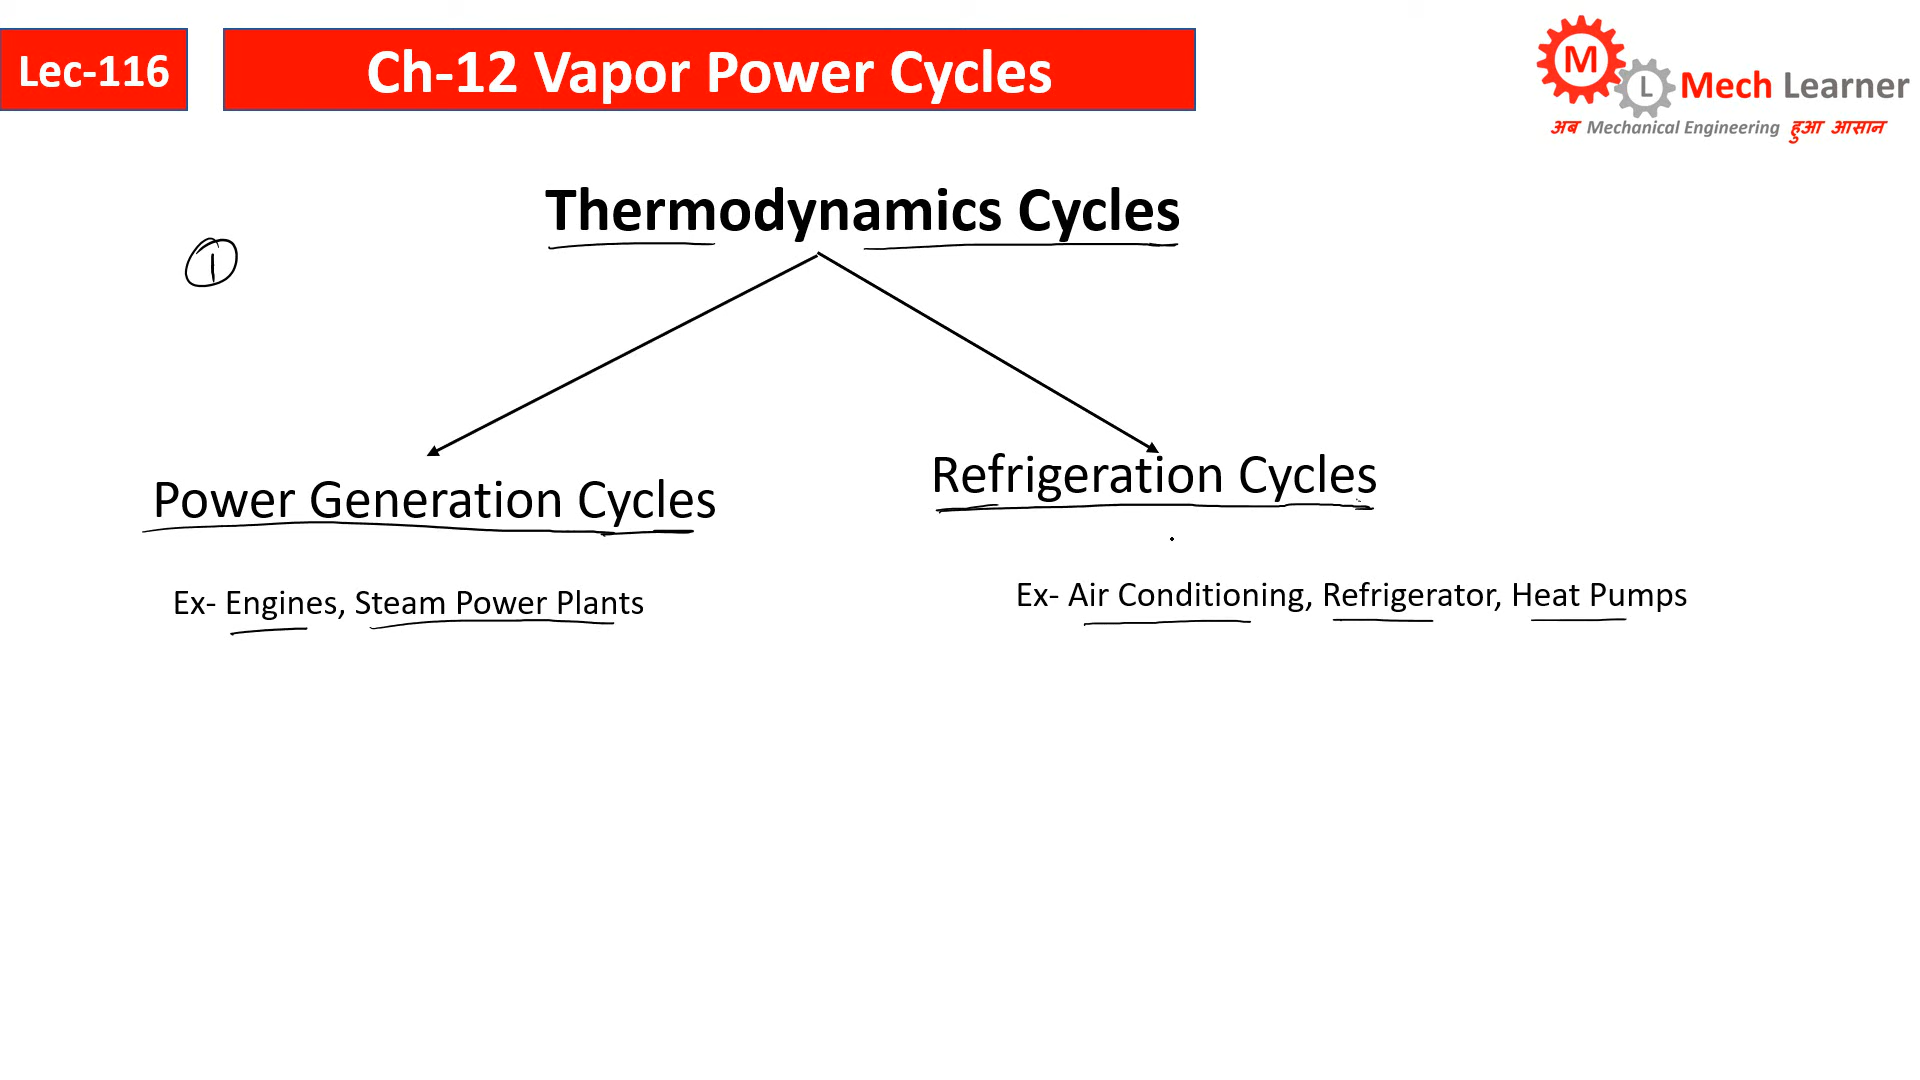 Lec-116
Ch-12 Vapor Power Cycles
M L Mech Learner
अब Mechanical Engineering हुआ आसान
Thermodynamics Cycles
1
Power Generation Cycles
Refrigeration Cycles
Ex- Engines, Steam Power Plants
Ex- Air Conditioning, Refrigerator, Heat Pumps